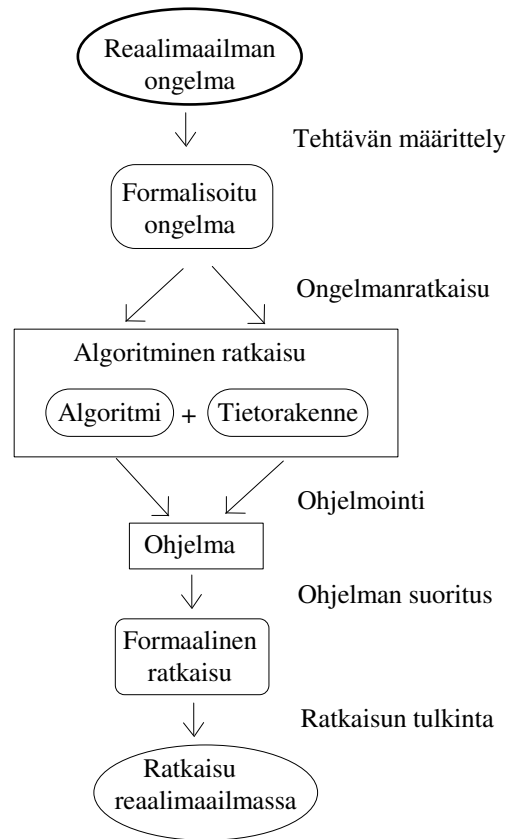 Reaalimaailman
ongelma
Tehtävän määrittely
Formalisoitu
ongelma
Ongelmanratkaisu
Algoritminen ratkaisu
Algoritmi + Tietorakenne
Ohjelmointi
Ohjelma
Ohjelman suoritus
Formaalinen
ratkaisu
Ratkaisun tulkinta
Ratkaisu
reaalimaailmassa